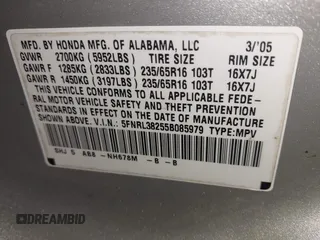 MFD. BY HONDA MFG. OF ALABAMA, LLC 3/'05
GVWR 2700KG (5952LBS) TIRE SIZE RIM SIZE
GAWR F 1285KG (2833LBS) 235/65R16 103T 16X7J
GAWR R 1450KG (3197LBS) 235/65R16 103T 16X7J
THIS VEHICLE CONFORMS TO ALL APPLICABLE FEDE-
RAL MOTOR VEHICLE SAFETY AND THEFT PREVENTION
STANDARDS IN EFFECT ON THE DATE OF MANUFACTURE
SHOWN ABOVE. V.I.N.: 5FNRL38255B085979 TYPE: MPV
SHJ S AB8 -NH678M -B -B
DREAMBID